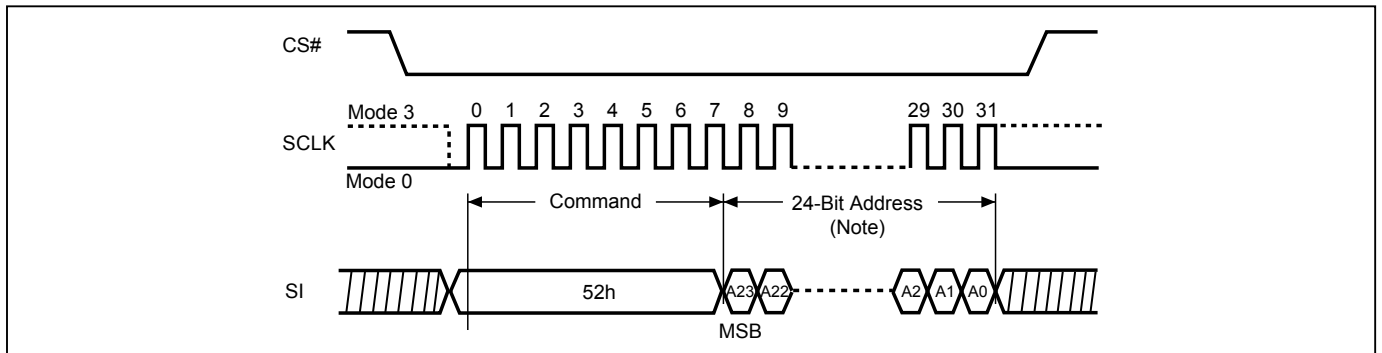 CS#
Mode 3
0 1 2 3 4 5 6 7 8 9 29 30 31
SCLK
Mode 0
Command
24-Bit Address
(Note)
SI
52h
A23 A22 A2 A1 A0
MSB